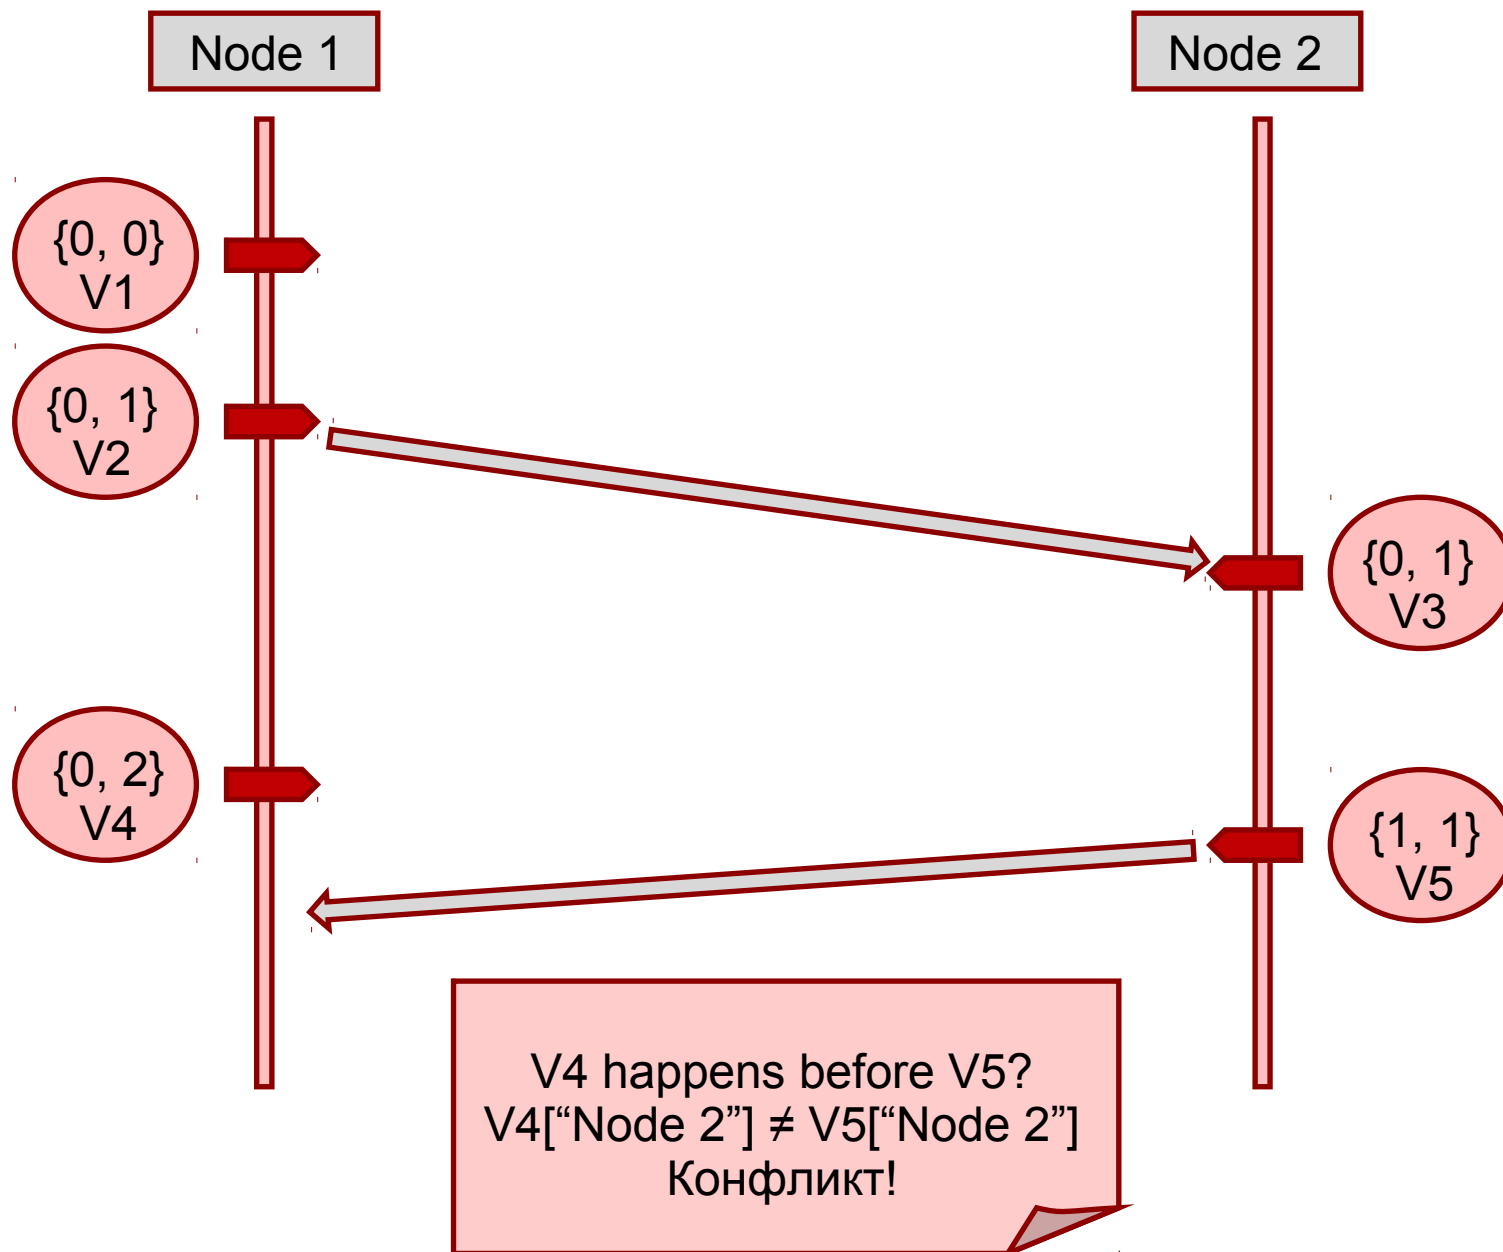 Node 1
Node 2
{0, 0}
V1
{0, 1}
V2
{0, 1}
V3
{0, 2}
V4
{1, 1}
V5
V4 happens before V5?
V4[“Node 2”] ≠ V5[“Node 2”]
Конфликт!